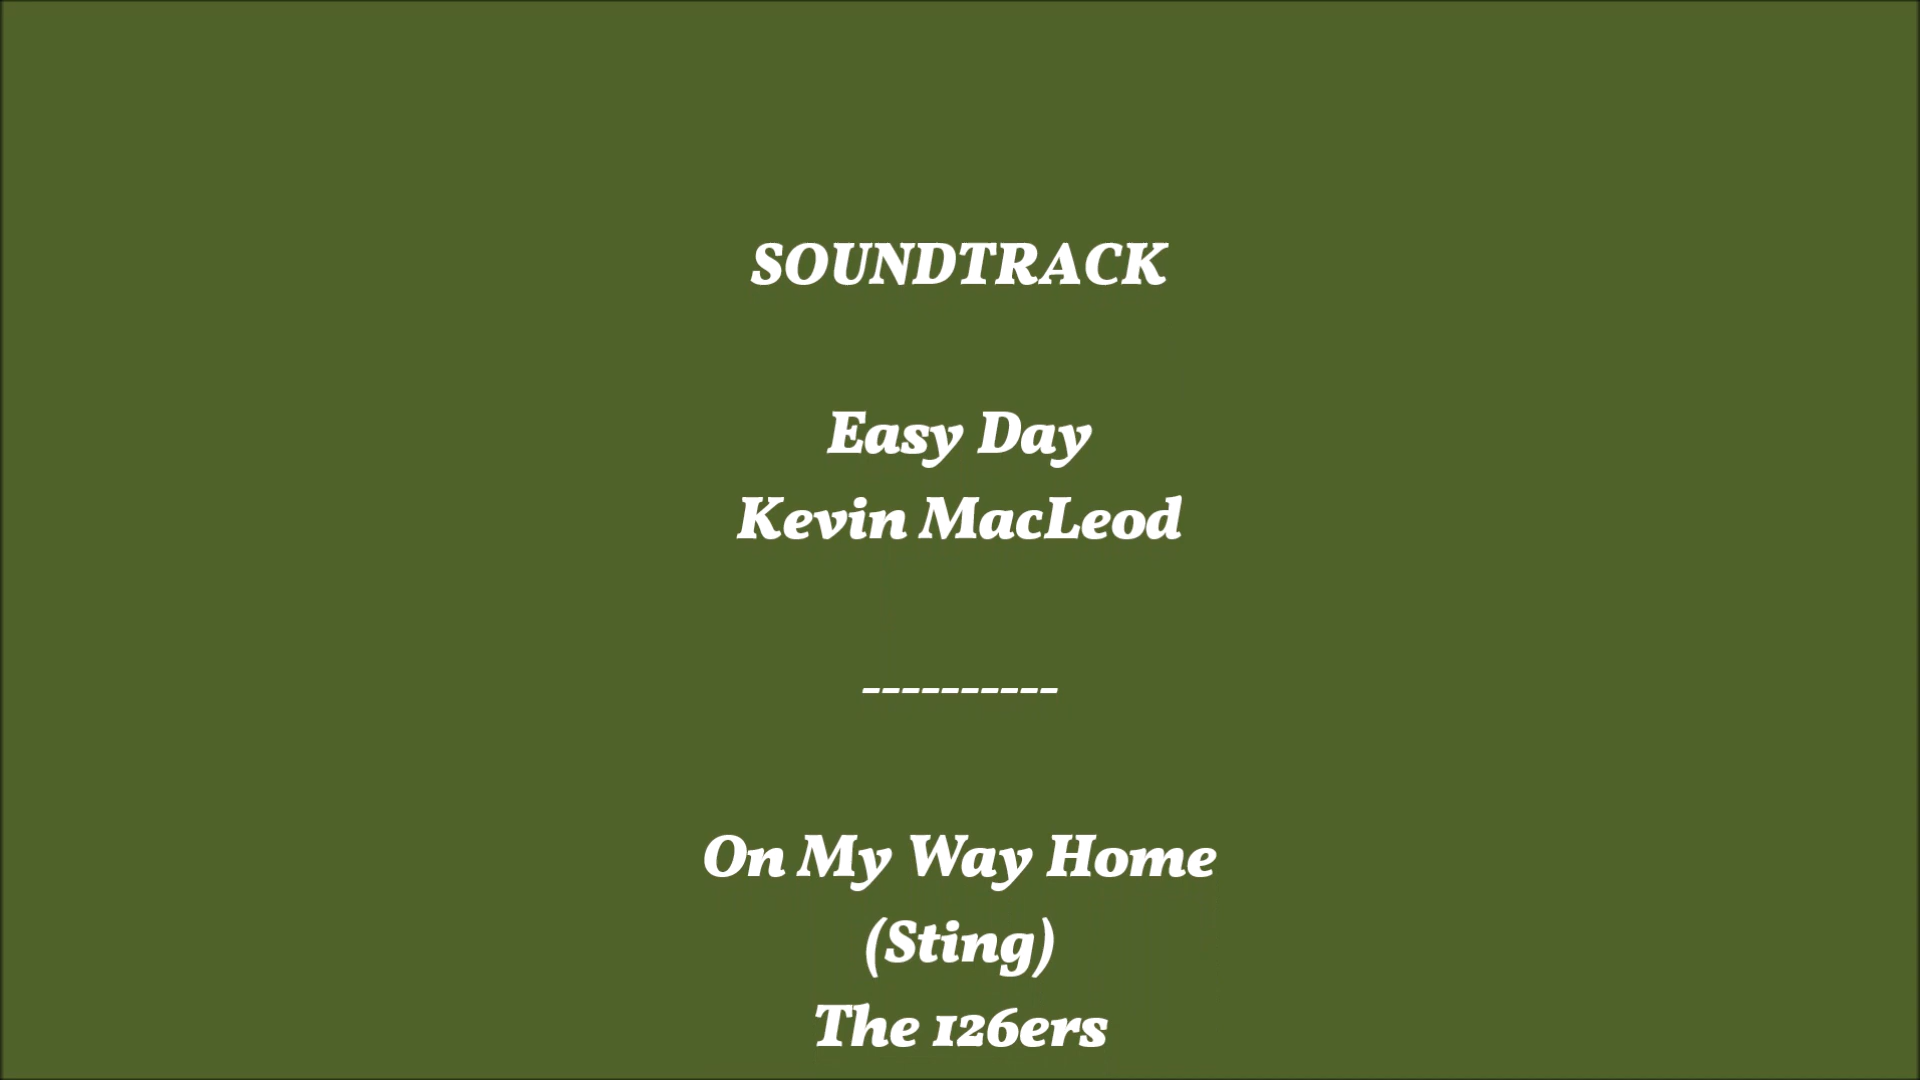 SOUNDTRACK
Easy Day
Kevin MacLeod
----------
On My Way Home
(Sting)
The 126ers